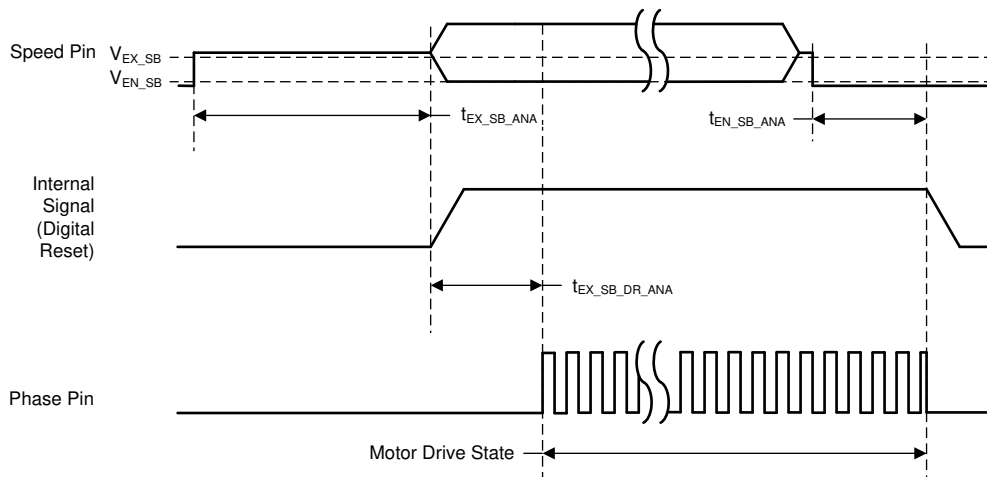 Speed Pin
V_EX_SB
V_EN_SB
t_EX_SB_ANA
t_EN_SB_ANA
Internal
Signal
(Digital
Reset)
t_EX_SB_DR_ANA
Phase Pin
Motor Drive State